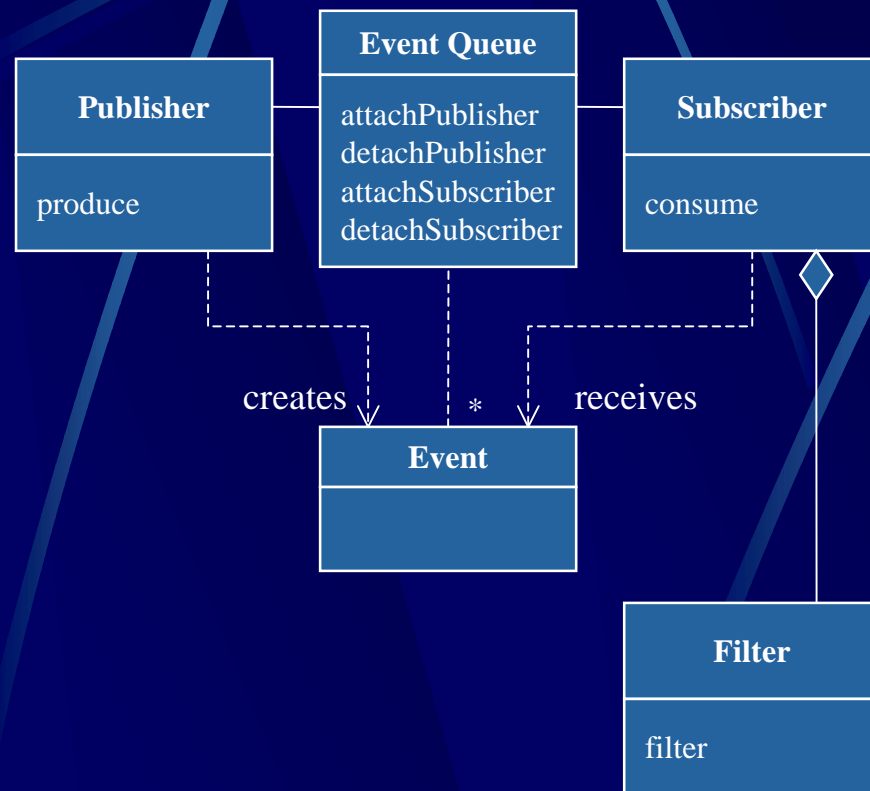 Publisher
produce
Event Queue
attachPublisher
detachPublisher
attachSubscriber
detachSubscriber
Subscriber
consume
creates
*
receives
Event
Filter
filter